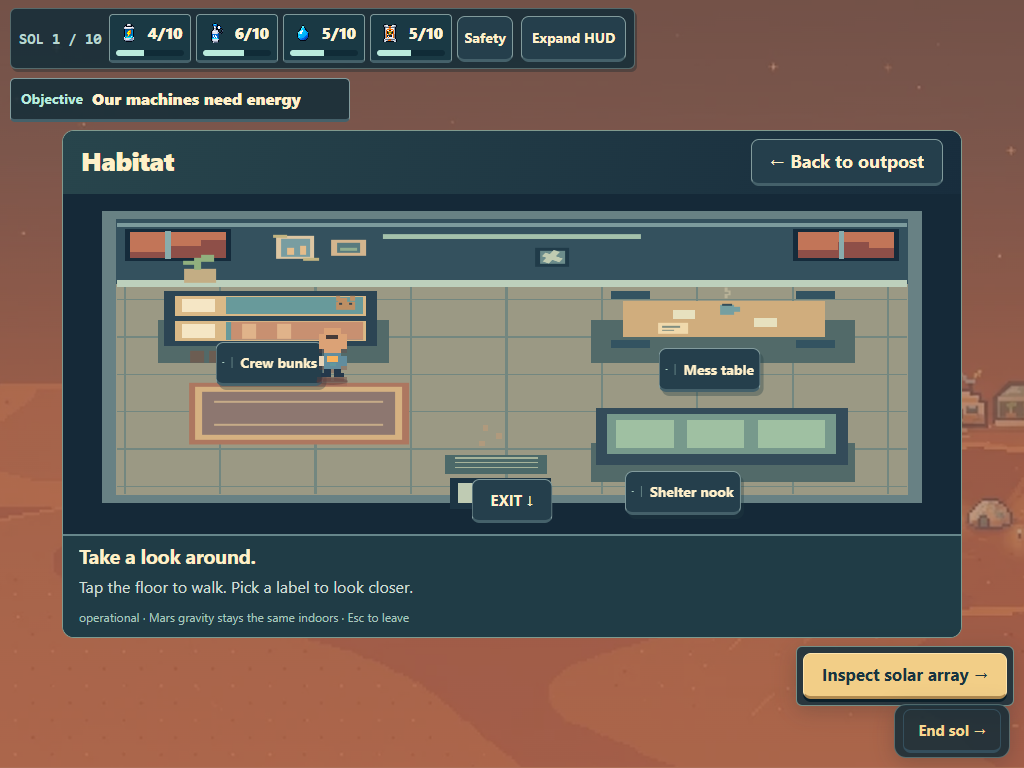 SOL 1 / 10
4/10
6/10
5/10
5/10
Safety
Expand HUD
Objective Our machines need energy
Habitat
← Back to outpost
- | Crew bunks
- | Mess table
- | Shelter nook
EXIT ↓
Take a look around.
Tap the floor to walk. Pick a label to look closer.
operational · Mars gravity stays the same indoors · Esc to leave
Inspect solar array →
End sol →